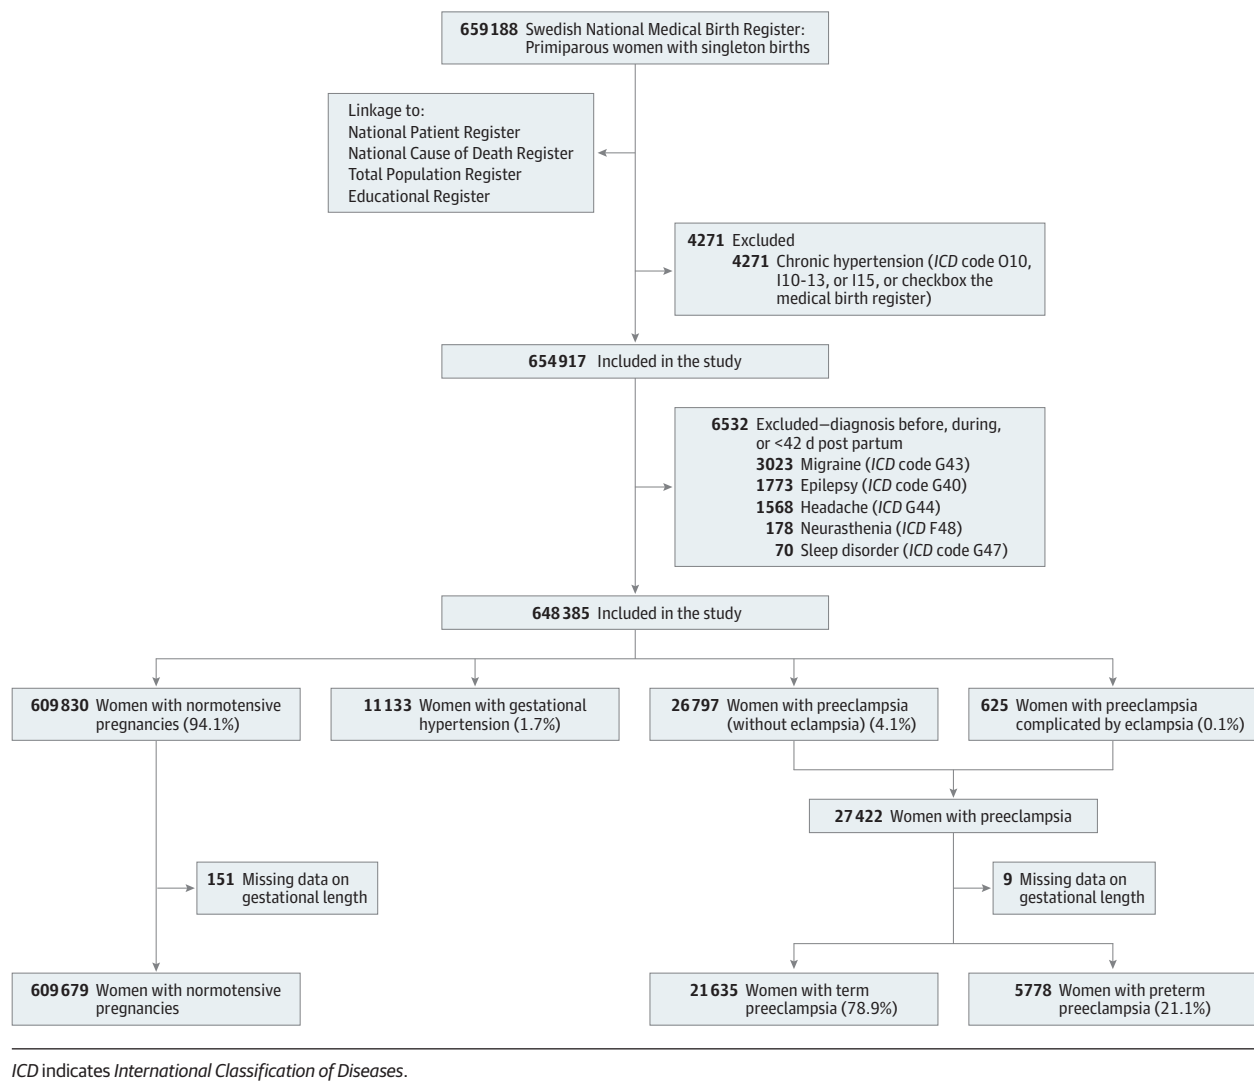 659188 Swedish National Medical Birth Register:
Primiparous women with singleton births
Linkage to:
National Patient Register
National Cause of Death Register
Total Population Register
Educational Register
4271 Excluded
4271 Chronic hypertension (ICD code O10,
I10-13, or I15, or checkbox the
medical birth register)
654917 Included in the study
6532 Excluded—diagnosis before, during,
or <42 d post partum
3023 Migraine (ICD code G43)
1773 Epilepsy (ICD code G40)
1568 Headache (ICD G44)
178 Neurasthenia (ICD F48)
70 Sleep disorder (ICD code G47)
648385 Included in the study
609830 Women with normotensive
pregnancies (94.1%)
11133 Women with gestational
hypertension (1.7%)
26797 Women with preeclampsia
(without eclampsia) (4.1%)
625 Women with preeclampsia
complicated by eclampsia (0.1%)
27422 Women with preeclampsia
151 Missing data on
gestational length
9 Missing data on
gestational length
609679 Women with normotensive
pregnancies
21635 Women with term
preeclampsia (78.9%)
5778 Women with preterm
preeclampsia (21.1%)
ICD indicates International Classification of Diseases.